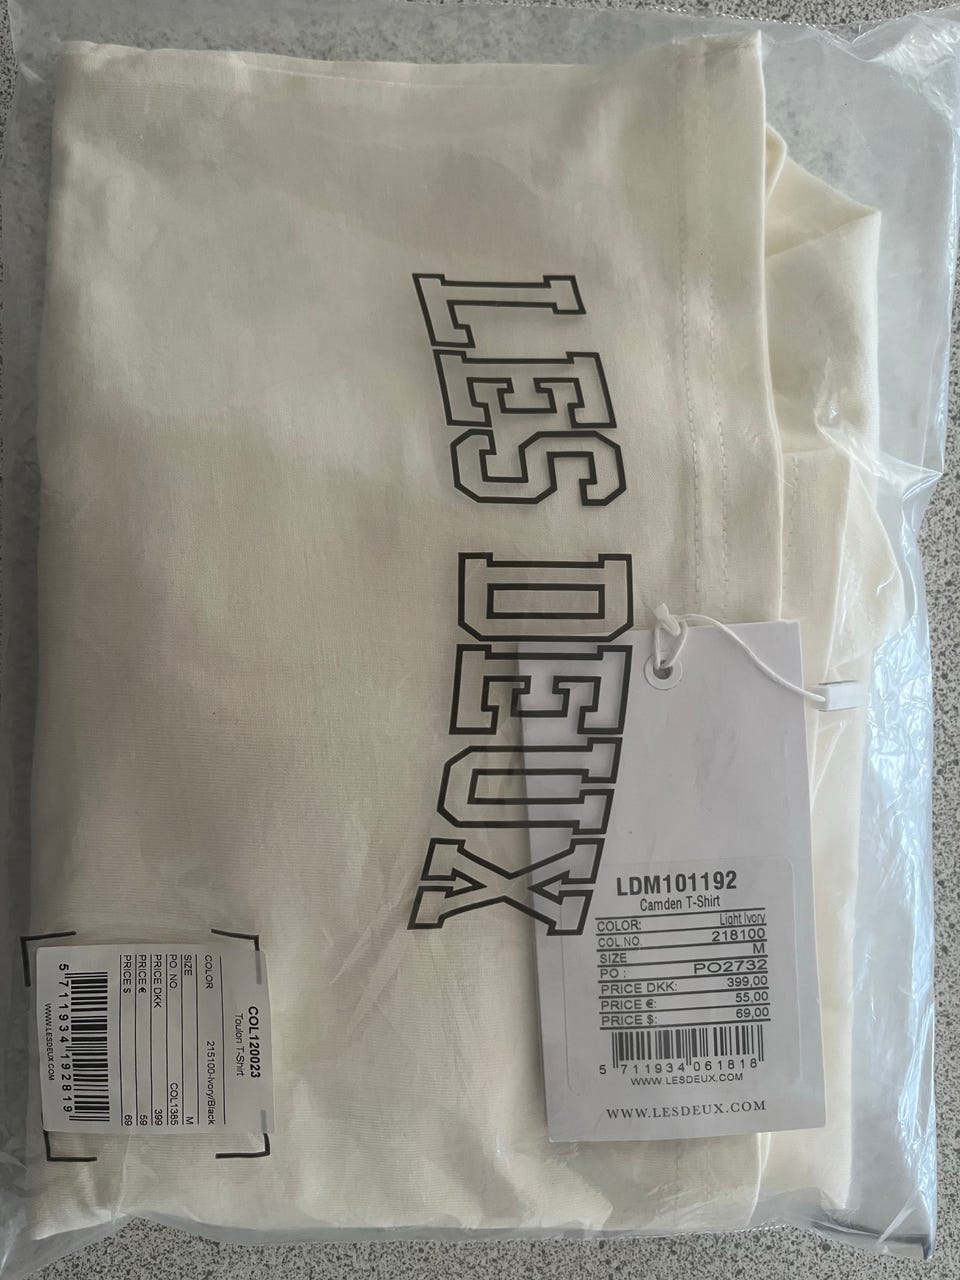 LES DEUX
LDM101192
Camden T-Shirt
COLOR: Light Ivory
COL NO. 218100
SIZE M
PO : PO2732
PRICE DKK: 399,00
PRICE €: 55,00
PRICE $: 69,00
5 711934 061818
WWW.LESDEUX.COM
WWW.LESDEUX.COM
COL120023
Toulon T-Shirt
COLOR 215100-Ivory/Black
SIZE M
PO. NO. COL1385
PRICE DKK 399
PRICE € 59
PRICE $ 69
5 711934 192819
WWW.LESDEUX.COM